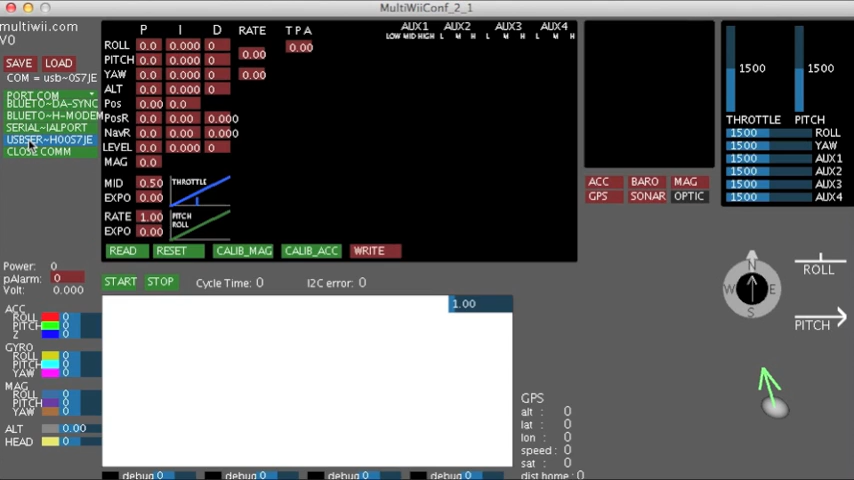 MultiWiiConf_2_1
multiwii.com
V0
SAVE LOAD
COM = usb~0S7JE
PORT COM
BLUETO~DA-SYNC
BLUETO~H-MODEM
SERIAL~IALPORT
USBSER~H00S7JE
CLOSE COMM
P I D RATE T P A
ROLL 0.0 0.000 0 0.00 0.00
PITCH 0.0 0.000 0
YAW 0.0 0.000 0 0.00
ALT 0.0 0.000 0
Pos 0.00 0.0
PosR 0.0 0.0 0.000
NavR 0.0 0.0 0.000
LEVEL 0.0 0.000 0
MAG 0.0
MID 0.50 THROTTLE
EXPO 0.00
RATE 1.00 PITCH
ROLL
EXPO 0.00
READ RESET CALIB_MAG CALIB_ACC WRITE
AUX1 AUX2 AUX3 AUX4
LOW MID HIGH L M H L M H L M H
ACC BARO MAG
GPS SONAR OPTIC
1500 1500
THROTTLE PITCH
1500 ROLL
1500 YAW
1500 AUX1
1500 AUX2
1500 AUX3
1500 AUX4
Power: 0
pAlarm: 0
Volt: 0.000
START STOP Cycle Time: 0 I2C error: 0
1.00
ACC
ROLL 0
PITCH 0
Z 0
GYRO
ROLL 0
PITCH 0
YAW 0
MAG
ROLL 0
PITCH 0
YAW 0
ALT 0.00
HEAD 0
N
W E
S
ROLL
PITCH
GPS
alt : 0
lat : 0
lon : 0
speed : 0
sat : 0
dist home : 0
debug 0 debug 0 debug 0 debug 0